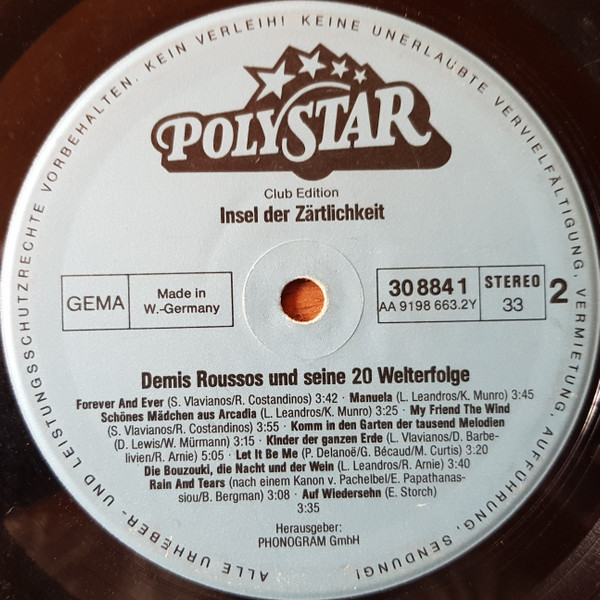 ALLE URHEBER- UND LEISTUNGSSCHUTZRECHTE VORBEHALTEN. KEIN VERLEIH! KEINE UNERLAUBTE VERVIELFÄLTIGUNG, VERMIETUNG, AUFFÜHRUNG, SENDUNG!
POLYSTAR
Club Edition
Insel der Zärtlichkeit
GEMA
Made in
W.-Germany
30 884 1
AA 9198 663.2Y
STEREO
33
2
Demis Roussos und seine 20 Welterfolge
Forever And Ever (S. Vlavianos/R. Costandinos) 3:42 · Manuela (L. Leandros/K. Munro) 3:45
Schönes Mädchen aus Arcadia (L. Leandros/K. Munro) 3:25 · My Friend The Wind
(S. Vlavianos/R. Costandinos) 3:55 · Komm in den Garten der tausend Melodien
(D. Lewis/W. Mürmann) 3:15 · Kinder der ganzen Erde (L. Vlavianos/D. Barbe-
livien/R. Arnie) 5:05 · Let It Be Me (P. Delanoë/G. Bécaud/M. Curtis) 3:20
Die Bouzouki, die Nacht und der Wein (L. Leandros/R. Arnie) 3:40
Rain And Tears (nach einem Kanon v. Pachelbel/E. Papathanas-
siou/B. Bergman) 3:08 · Auf Wiedersehn (E. Storch)
3:35
Herausgeber:
PHONOGRAM GmbH